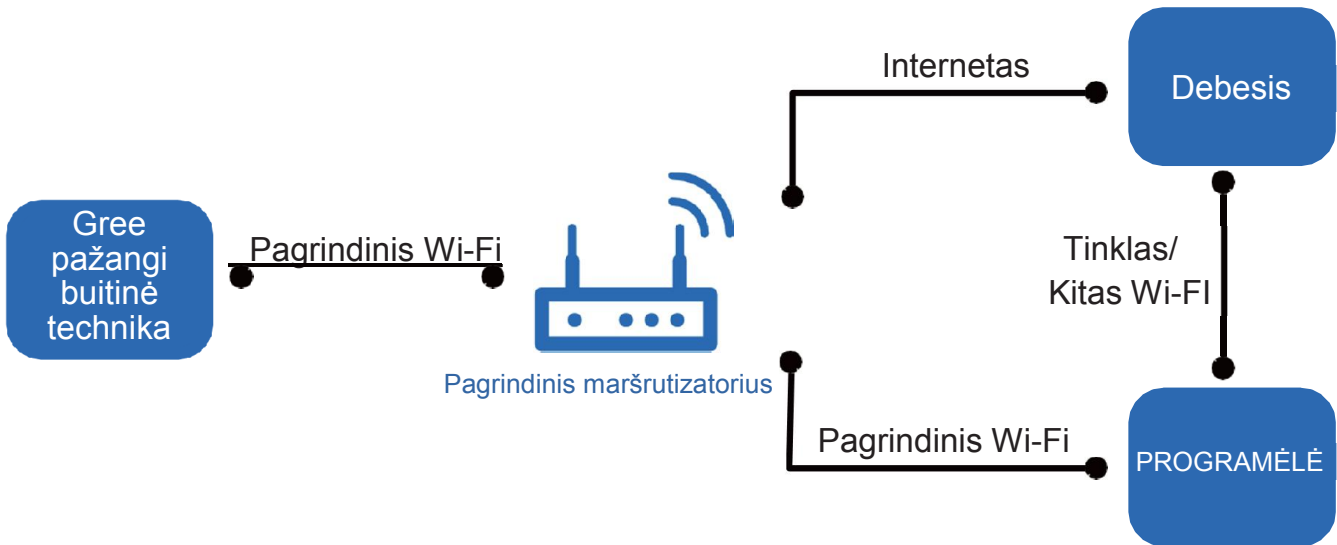 Gree
pažangi
buitinė
technika
Pagrindinis Wi-Fi
Pagrindinis maršrutizatorius
Internetas
Debesis
Tinklas/
Kitas Wi-FI
Pagrindinis Wi-Fi
PROGRAMĖLĖ